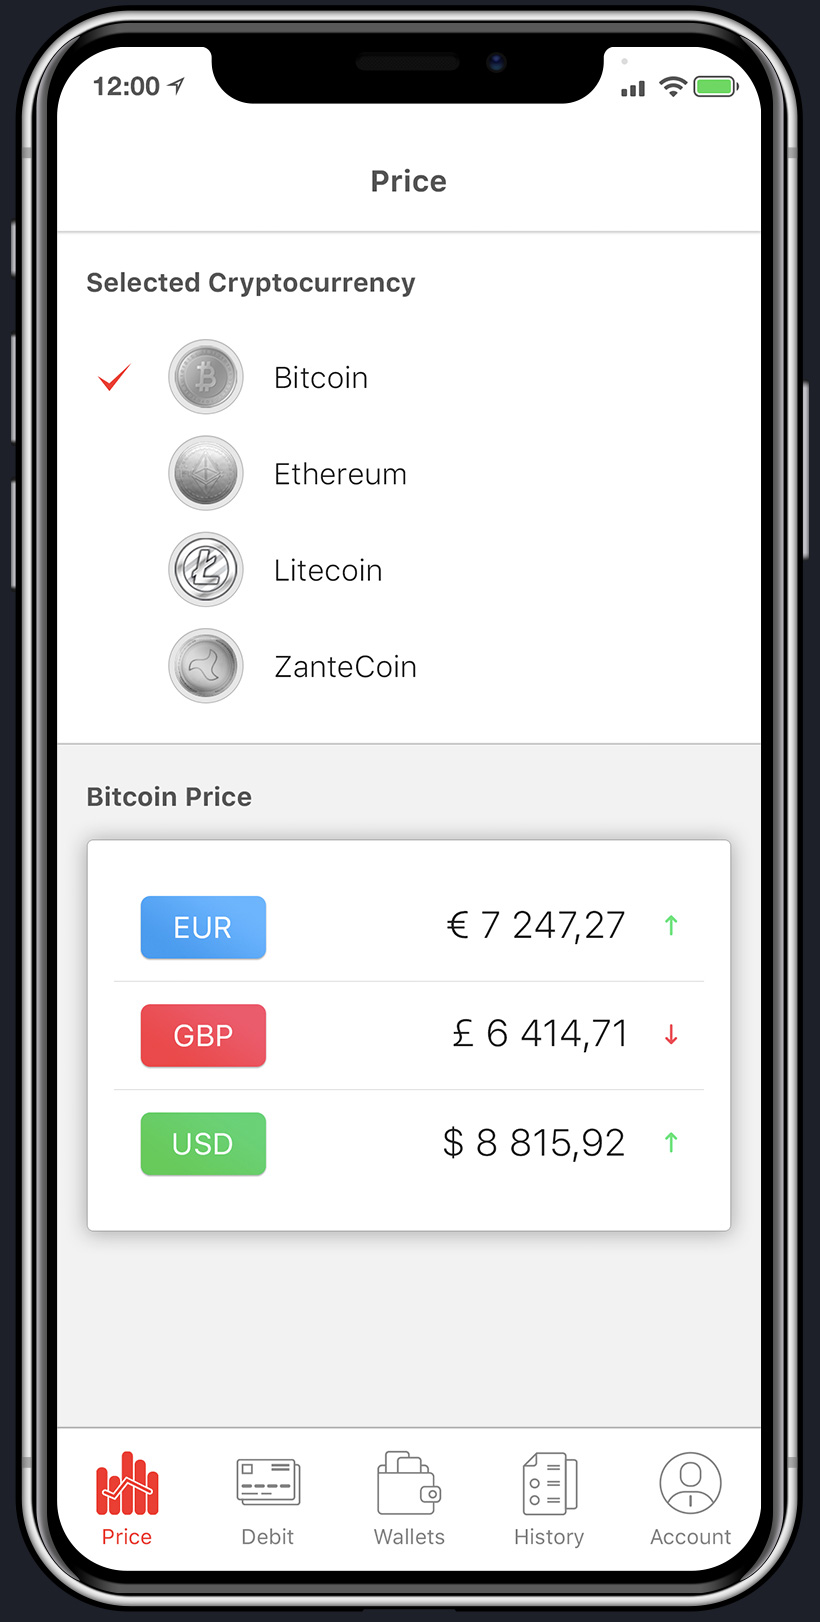 12:00
Price
Selected Cryptocurrency
Bitcoin
Ethereum
Litecoin
ZanteCoin
Bitcoin Price
EUR € 7 247,27 ↑
GBP £ 6 414,71 ↓
USD $ 8 815,92 ↑
Price Debit Wallets History Account